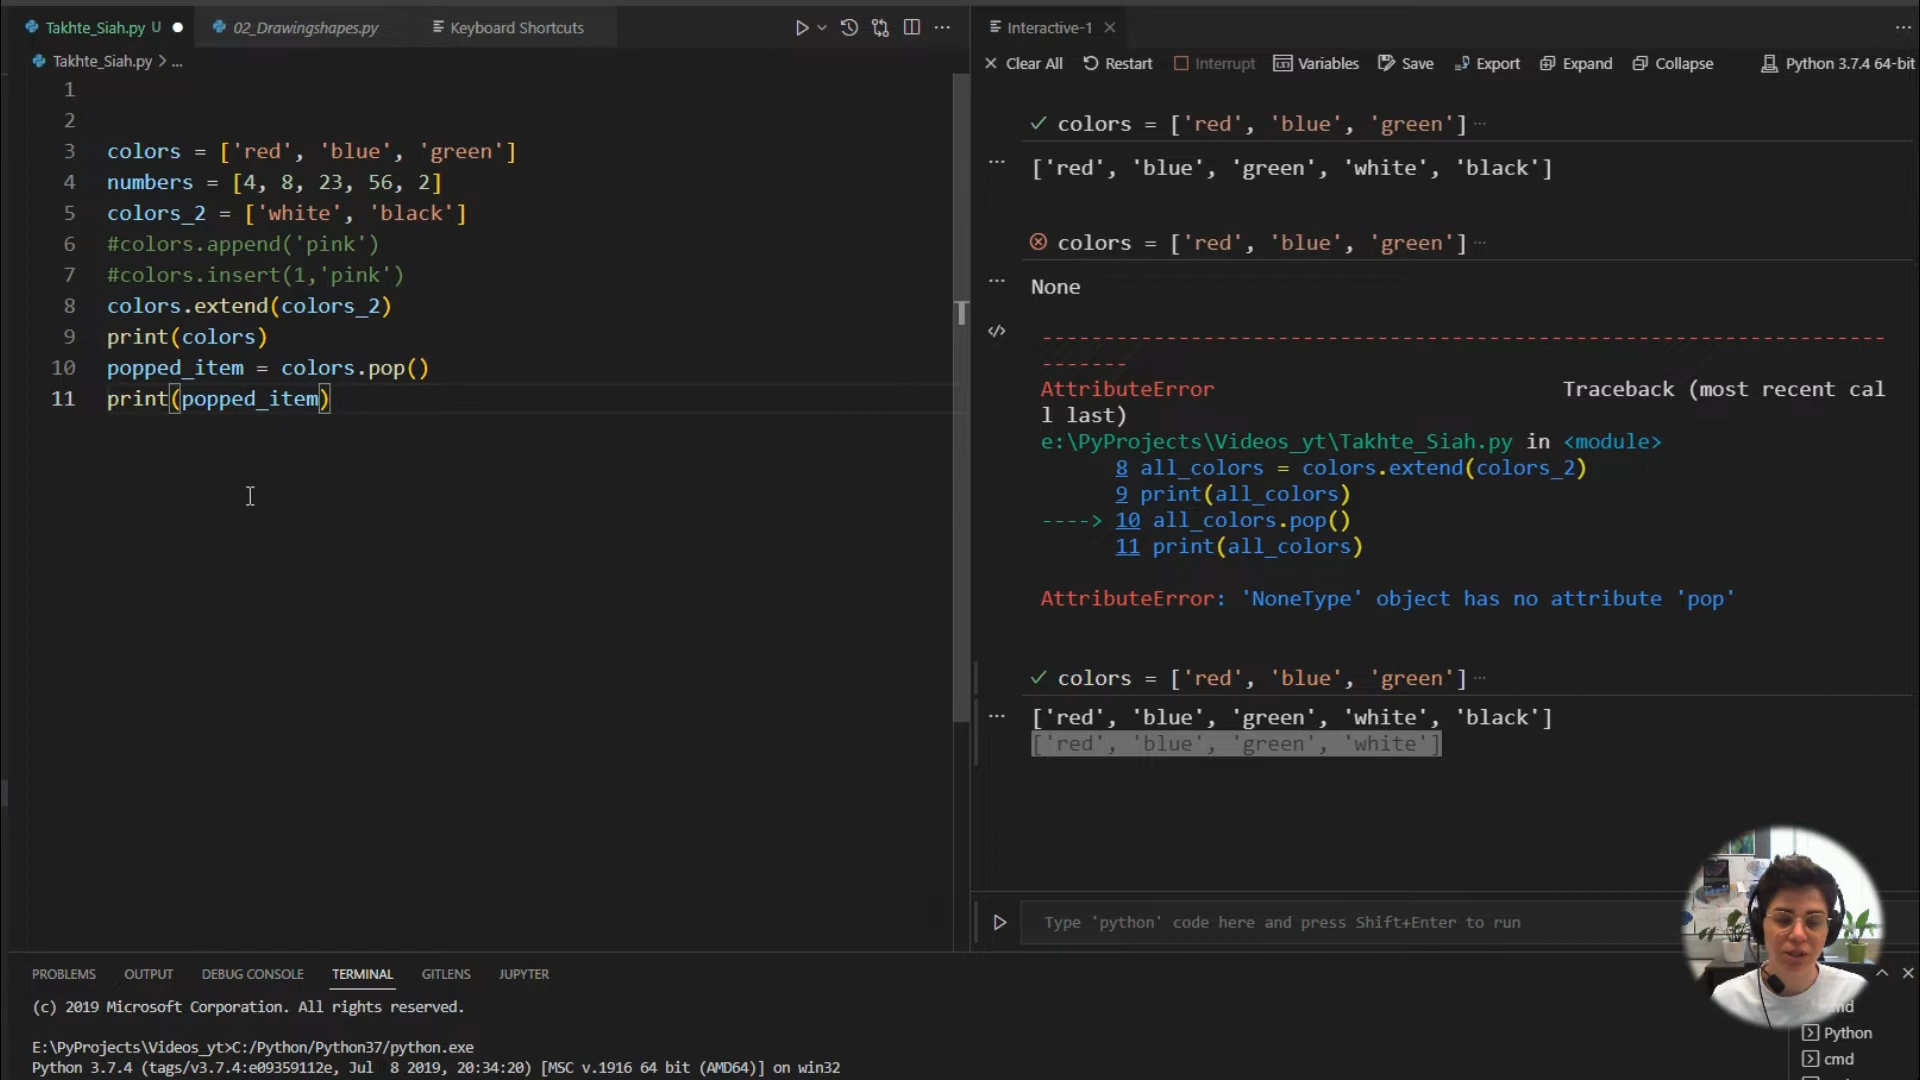 Takhte_Siah.py U
02_Drawingshapes.py
Keyboard Shortcuts
Takhte_Siah.py > ...
1
2
3 colors = ['red', 'blue', 'green']
4 numbers = [4, 8, 23, 56, 2]
5 colors_2 = ['white', 'black']
6 #colors.append('pink')
7 #colors.insert(1,'pink')
8 colors.extend(colors_2)
9 print(colors)
10 popped_item = colors.pop()
11 print(popped_item)
Interactive-1
Clear All Restart Interrupt Variables Save Export Expand Collapse Python 3.7.4 64-bit
colors = ['red', 'blue', 'green'] ...
['red', 'blue', 'green', 'white', 'black']
colors = ['red', 'blue', 'green'] ...
None
---------------------------------------------------------------------------
AttributeError Traceback (most recent cal
l last)
e:\PyProjects\Videos_yt\Takhte_Siah.py in <module>
8 all_colors = colors.extend(colors_2)
9 print(all_colors)
----> 10 all_colors.pop()
11 print(all_colors)
AttributeError: 'NoneType' object has no attribute 'pop'
colors = ['red', 'blue', 'green'] ...
['red', 'blue', 'green', 'white', 'black']
['red', 'blue', 'green', 'white']
Type 'python' code here and press Shift+Enter to run
PROBLEMS OUTPUT DEBUG CONSOLE TERMINAL GITLENS JUPYTER
(c) 2019 Microsoft Corporation. All rights reserved.
E:\PyProjects\Videos_yt>C:/Python/Python37/python.exe
Python 3.7.4 (tags/v3.7.4:e09359112e, Jul  8 2019, 20:34:20) [MSC v.1916 64 bit (AMD64)] on win32
Python
cmd